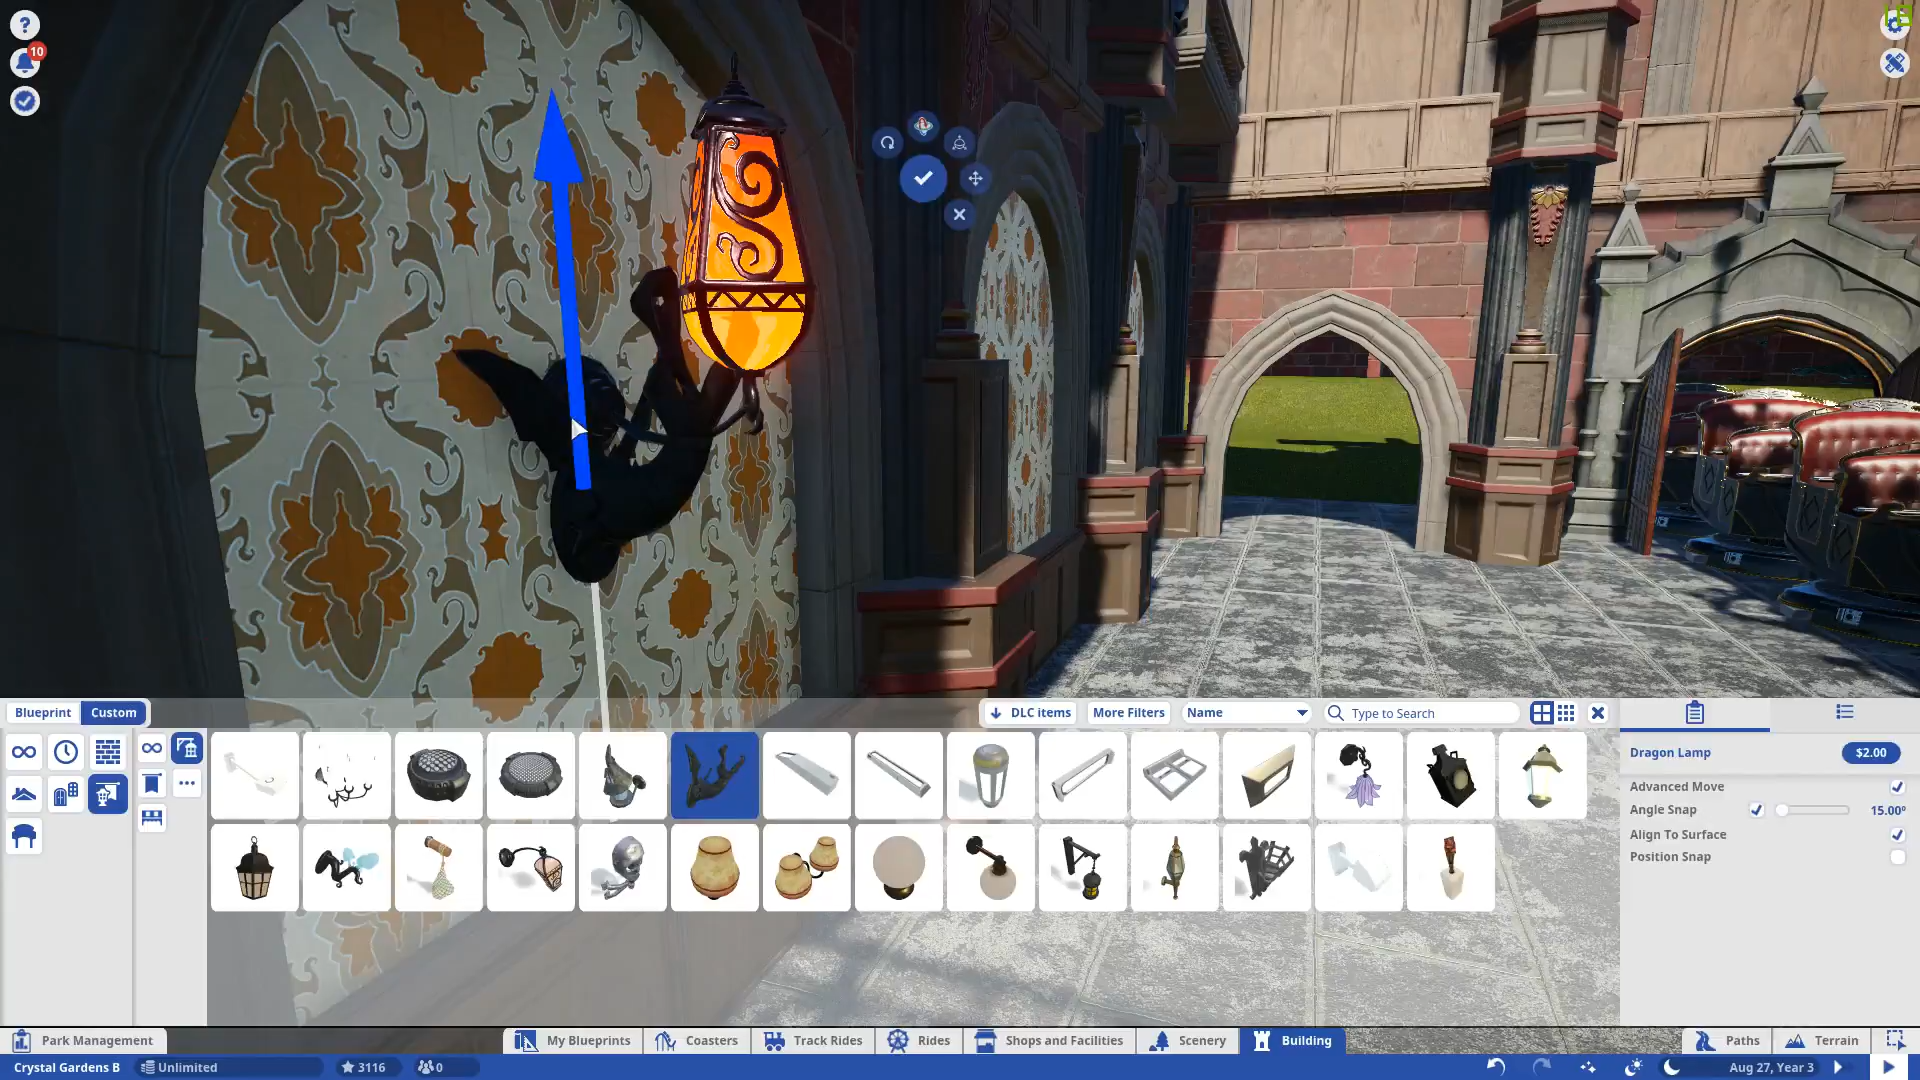 ?
10
Blueprint
Custom
DLC items
More Filters
Name
Type to Search
Dragon Lamp
$2.00
Advanced Move
Angle Snap
15.00°
Align To Surface
Position Snap
Park Management
My Blueprints
Coasters
Track Rides
Rides
Shops and Facilities
Scenery
Building
Paths
Terrain
Crystal Gardens B
Unlimited
3116
0
Aug 27, Year 3